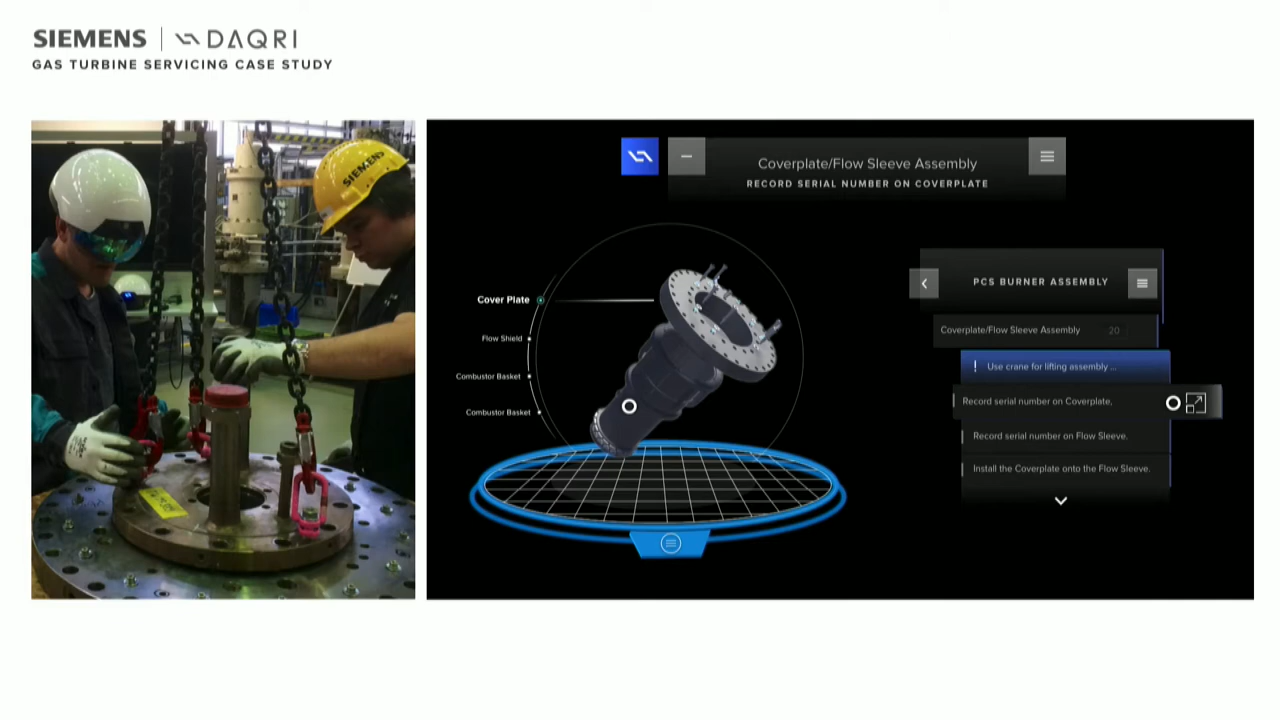 SIEMENS DAQRI
GAS TURBINE SERVICING CASE STUDY
SIEMENS
Coverplate/Flow Sleeve Assembly
RECORD SERIAL NUMBER ON COVERPLATE
Cover Plate
Flow Shield
Combustor Basket
Combustor Basket
PCS BURNER ASSEMBLY
Coverplate/Flow Sleeve Assembly 20
! Use crane for lifting assembly ...
Record serial number on Coverplate,
Record serial number on Flow Sleeve.
Install the Coverplate onto the Flow Sleeve.